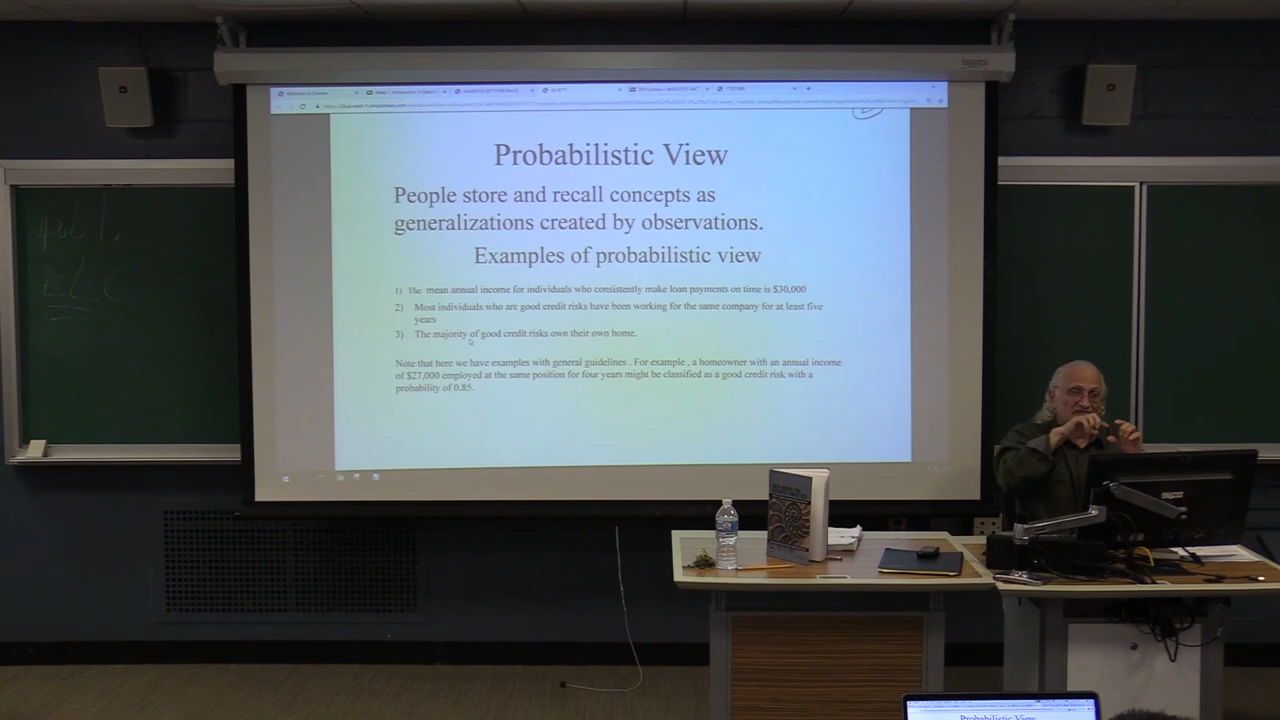 Probabilistic View
People store and recall concepts as
generalizations created by observations.
Examples of probabilistic view
1) The mean annual income for individuals who consistently make loan payments on time is $30,000
2) Most individuals who are good credit risks have been working for the same company for at least five
years
3) The majority of good credit risks own their own home.
Note that here we have examples with general guidelines . For example , a homeowner with an annual income
of $27,000 employed at the same position for four years might be classified as a good credit risk with a
probability of 0.85.
Probabilistic View